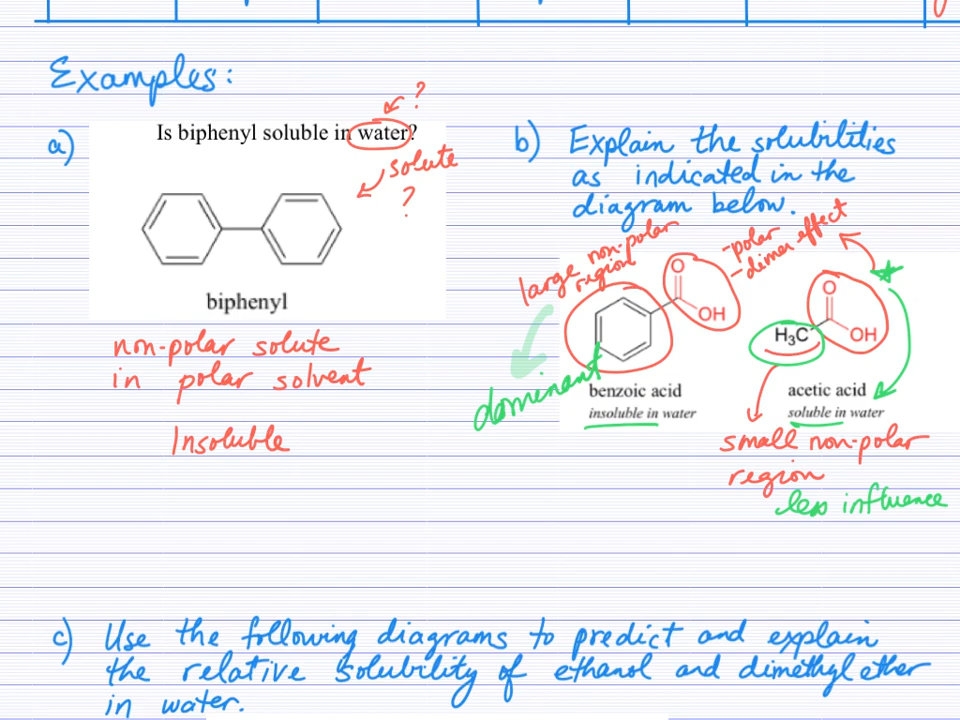 Examples:
a)
Is biphenyl soluble in water?
?
solute
?
biphenyl
non-polar solute
in polar solvent
Insoluble
b) Explain the solubilities
as indicated in the
diagram below.
large non-polar
region
-polar
-dimer effect
O
OH
O
H3C
OH
dominant
benzoic acid
insoluble in water
acetic acid
soluble in water
small non-polar
region
less influence
c) Use the following diagrams to predict and explain
the relative solubility of ethanol and dimethyl ether
in water.